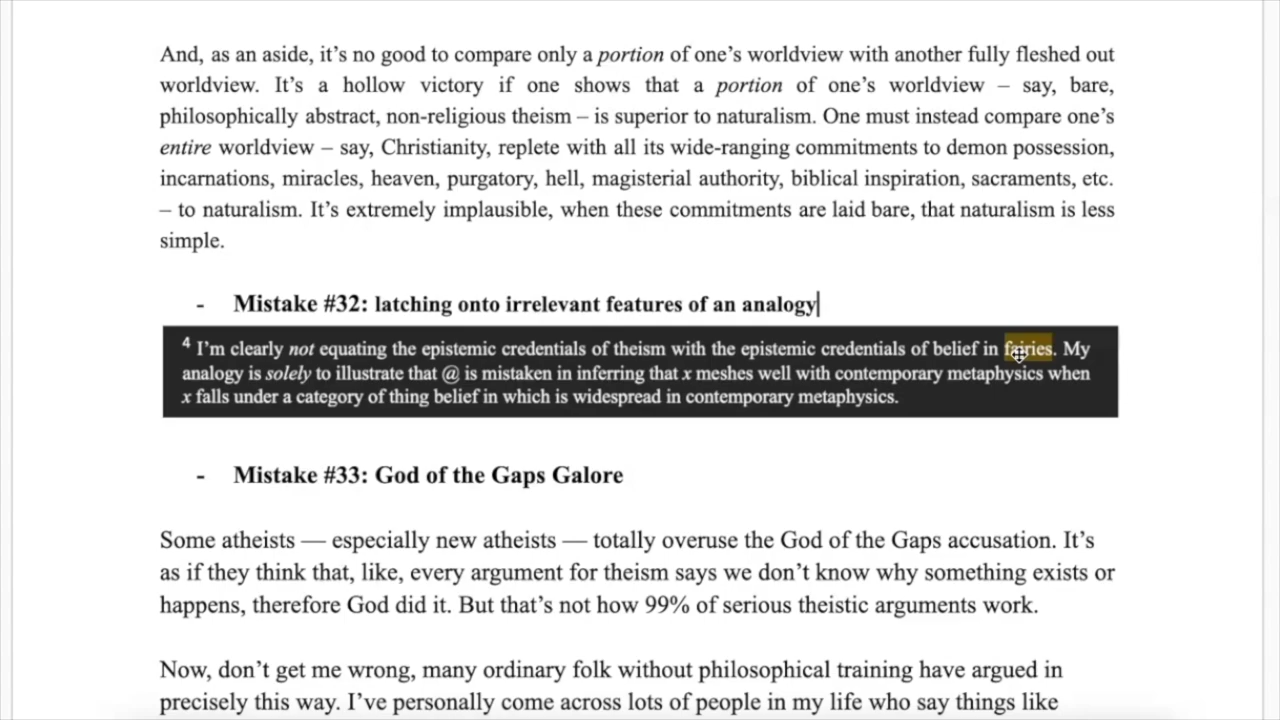 And, as an aside, it's no good to compare only a portion of one's worldview with another fully fleshed out
worldview. It's a hollow victory if one shows that a portion of one's worldview – say, bare,
philosophically abstract, non-religious theism – is superior to naturalism. One must instead compare one's
entire worldview – say, Christianity, replete with all its wide-ranging commitments to demon possession,
incarnations, miracles, heaven, purgatory, hell, magisterial authority, biblical inspiration, sacraments, etc.
– to naturalism. It's extremely implausible, when these commitments are laid bare, that naturalism is less
simple.
- Mistake #32: latching onto irrelevant features of an analogy
4 I'm clearly not equating the epistemic credentials of theism with the epistemic credentials of belief in fairies. My
analogy is solely to illustrate that @ is mistaken in inferring that x meshes well with contemporary metaphysics when
x falls under a category of thing belief in which is widespread in contemporary metaphysics.
- Mistake #33: God of the Gaps Galore
Some atheists — especially new atheists — totally overuse the God of the Gaps accusation. It's
as if they think that, like, every argument for theism says we don't know why something exists or
happens, therefore God did it. But that's not how 99% of serious theistic arguments work.
Now, don't get me wrong, many ordinary folk without philosophical training have argued in
precisely this way. I've personally come across lots of people in my life who say things like